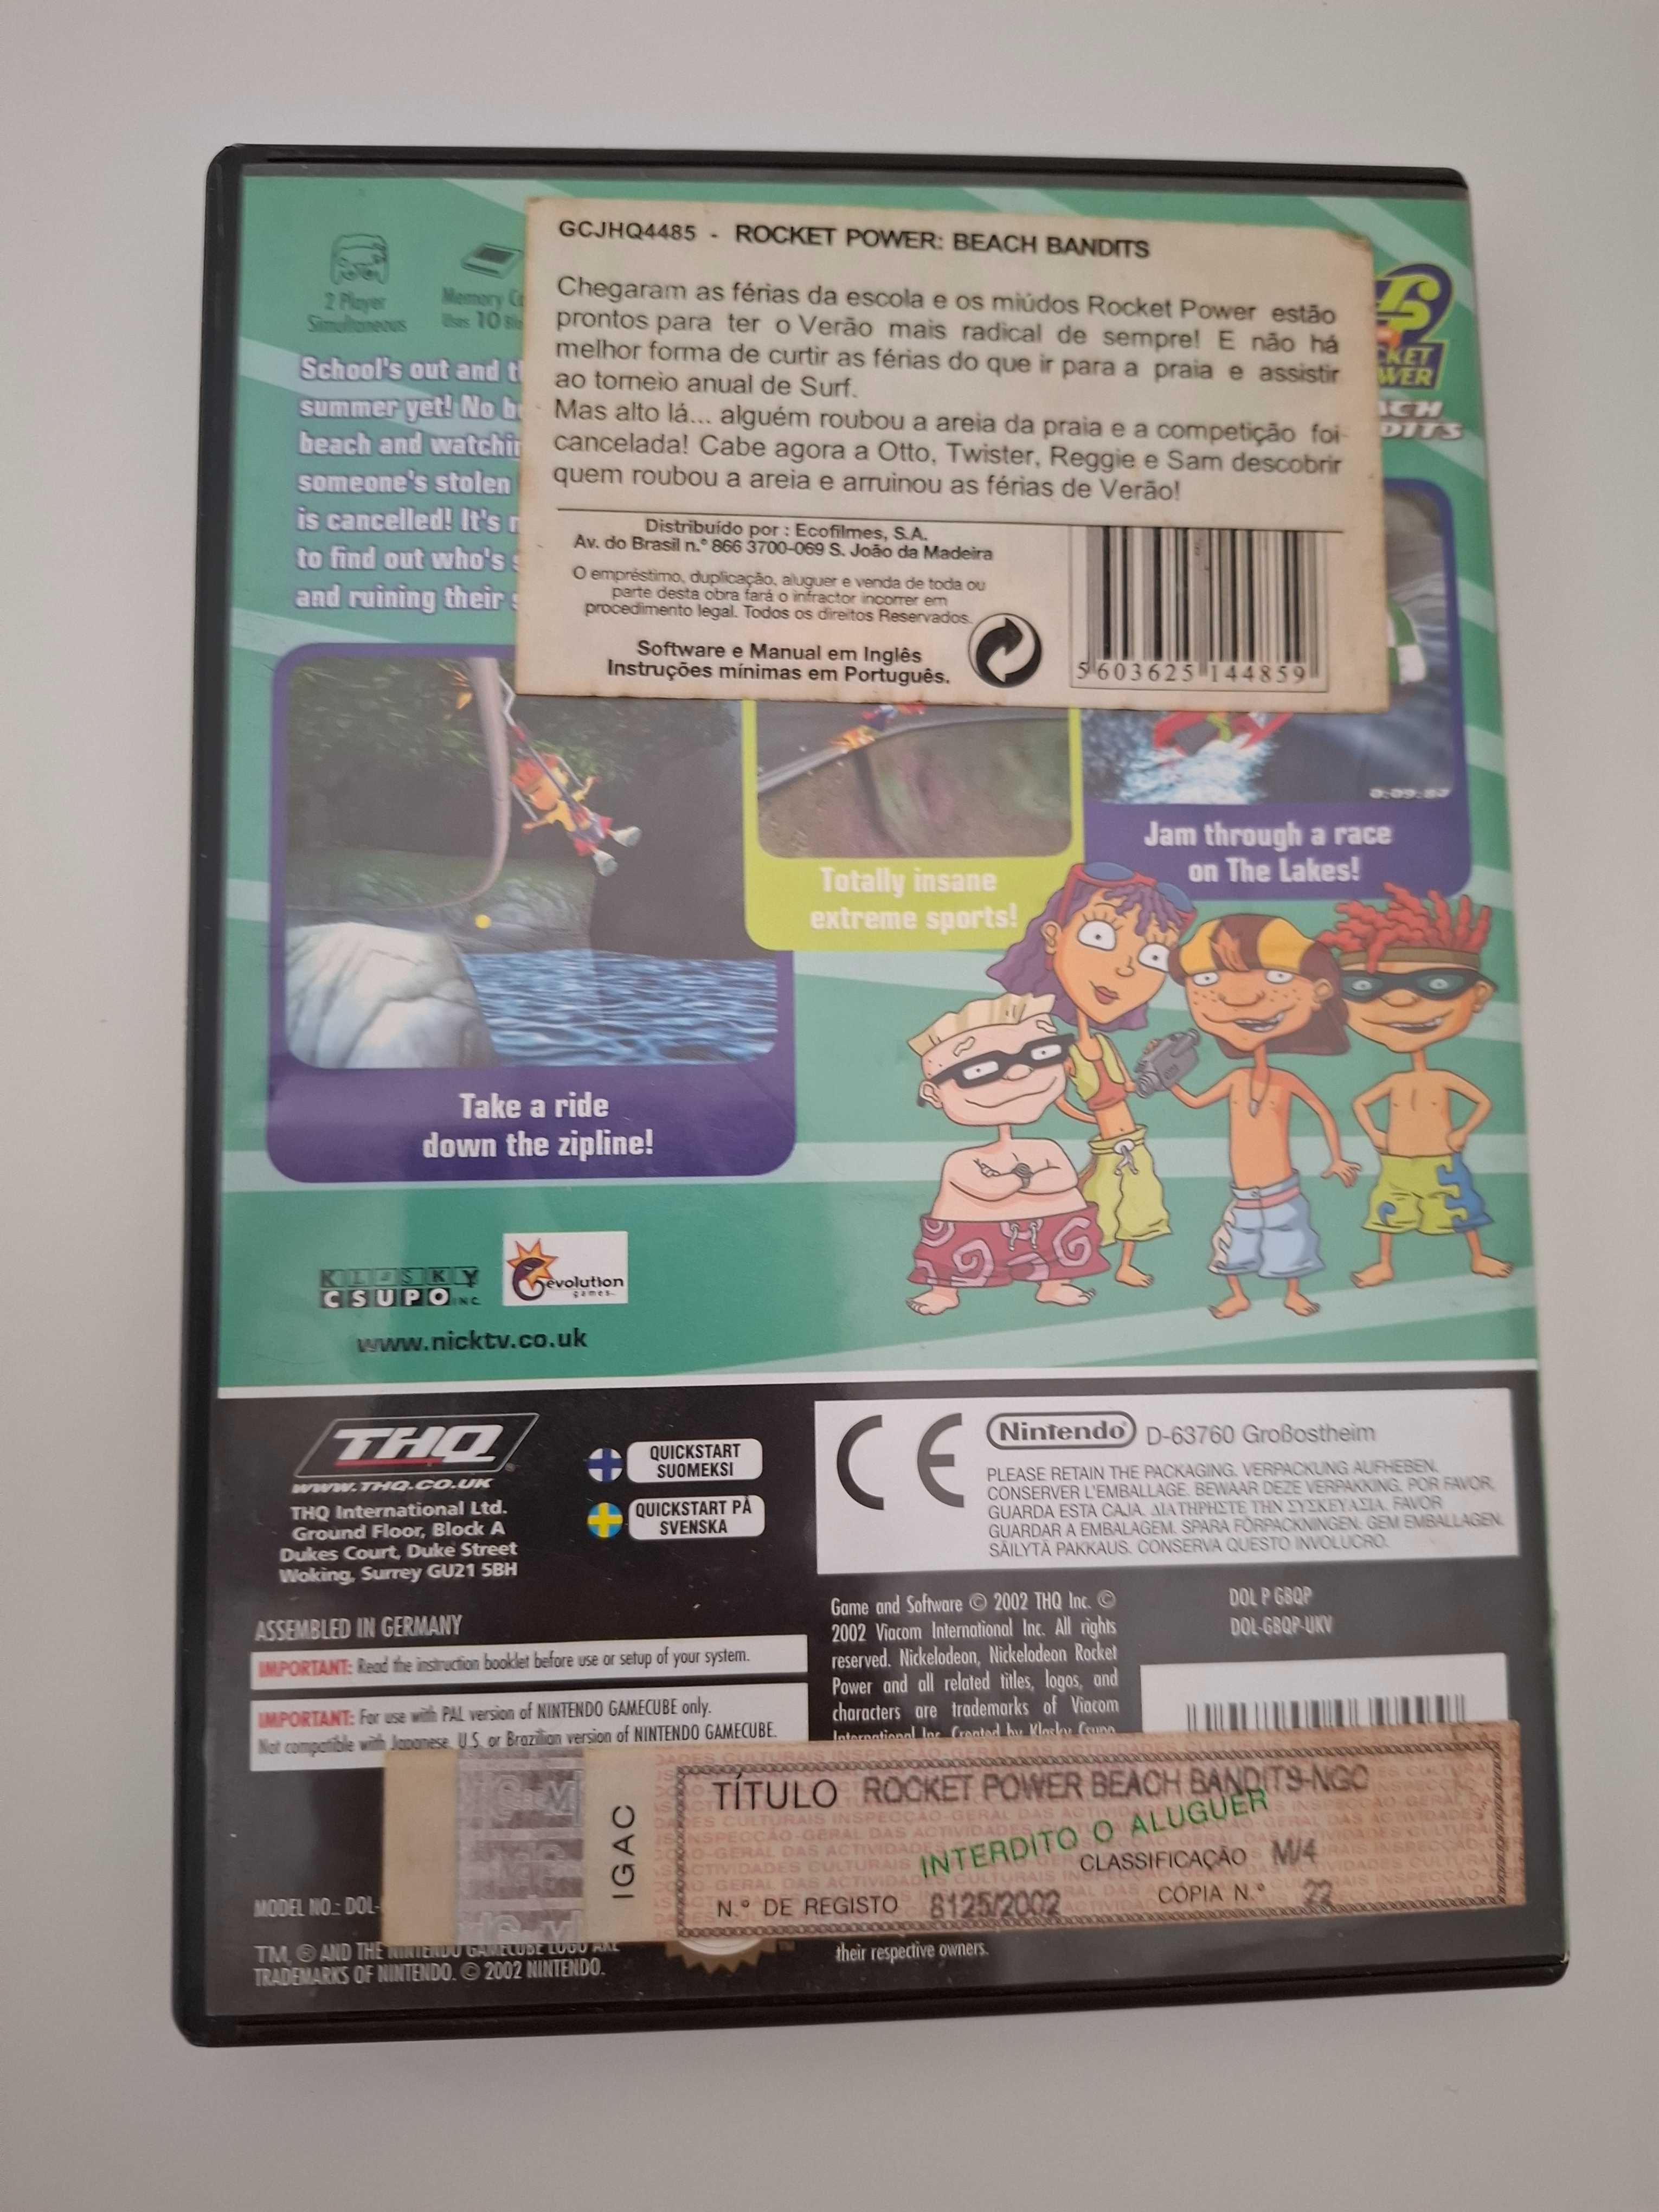 GCJHQ4485 - ROCKET POWER: BEACH BANDITS
Chegaram as férias da escola e os miúdos Rocket Power estão
prontos para ter o Verão mais radical de sempre! E não há
melhor forma de curtir as férias do que ir para a praia e assistir
ao torneio anual de Surf.
Mas alto lá... alguém roubou a areia da praia e a competição foi
cancelada! Cabe agora a Otto, Twister, Reggie e Sam descobrir
quem roubou a areia e arruinou as férias de Verão!
Distribuído por : Ecofilmes, S.A.
Av. do Brasil n.º 866 3700-069 S. João da Madeira
O empréstimo, duplicação, aluguer e venda de toda ou
parte desta obra fará o infractor incorrer em
procedimento legal. Todos os direitos Reservados.
Software e Manual em Inglês
Instruções mínimas em Português.
5 603625 144859
2 Player
Simultaneous
Memory
Uses 10
School's out and
summer yet! No
beach and
someone's stolen
is cancelled! It's
to find out who's
and ruining their
0:09:
Take a ride
down the zipline!
Totally insane
extreme sports!
Jam through a race
on The Lakes!
KLASKY
CSUPO INC.
evolution
games
www.nicktv.co.uk
THQ
WWW.THQ.CO.UK
THQ International Ltd.
Ground Floor, Block A
Dukes Court, Duke Street
Woking, Surrey GU21 5BH
QUICKSTART
SUOMEKSI
QUICKSTART PÅ
SVENSKA
CE
Nintendo D-63760 Großostheim
PLEASE RETAIN THE PACKAGING. VERPACKUNG AUFHEBEN.
CONSERVER L'EMBALLAGE. BEWAAR DEZE VERPAKKING. POR FAVOR,
GUARDA ESTA CAJA. ΔΙΑΤΗΡΗΣΤΕ ΤΗΝ ΣΥΣΚΕΥΑΣΙΑ. FAVOR
GUARDAR A EMBALAGEM. SPARA FÖRPACKNINGEN. GEM EMBALLAGEN.
SÄILYTÄ PAKKAUS. CONSERVA QUESTO INVOLUCRO.
ASSEMBLED IN GERMANY
IMPORTANT: Read the instruction booklet before use or setup of your system.
IMPORTANT: For use with PAL version of NINTENDO GAMECUBE only.
Not compatible with Japanese, U.S. or Brazilian version of NINTENDO GAMECUBE.
Game and Software © 2002 THQ Inc. ©
2002 Viacom International Inc. All rights
reserved. Nickelodeon, Nickelodeon Rocket
Power and all related titles, logos, and
characters are trademarks of Viacom
International Inc. Created by Klasky Csupo
DOL P GBQP
DOL-GBQP-UKV
IGAC
TÍTULO ROCKET POWER BEACH BANDITS-NGC
INTERDITO O ALUGUER
CLASSIFICAÇÃO M/4
N.º DE REGISTO 8125/2002 CÓPIA N.º 22
MODEL NO.: DOL-
TM, ® AND THE NINTENDO GAMECUBE LOGO ARE
TRADEMARKS OF NINTENDO. © 2002 NINTENDO.
their respective owners.